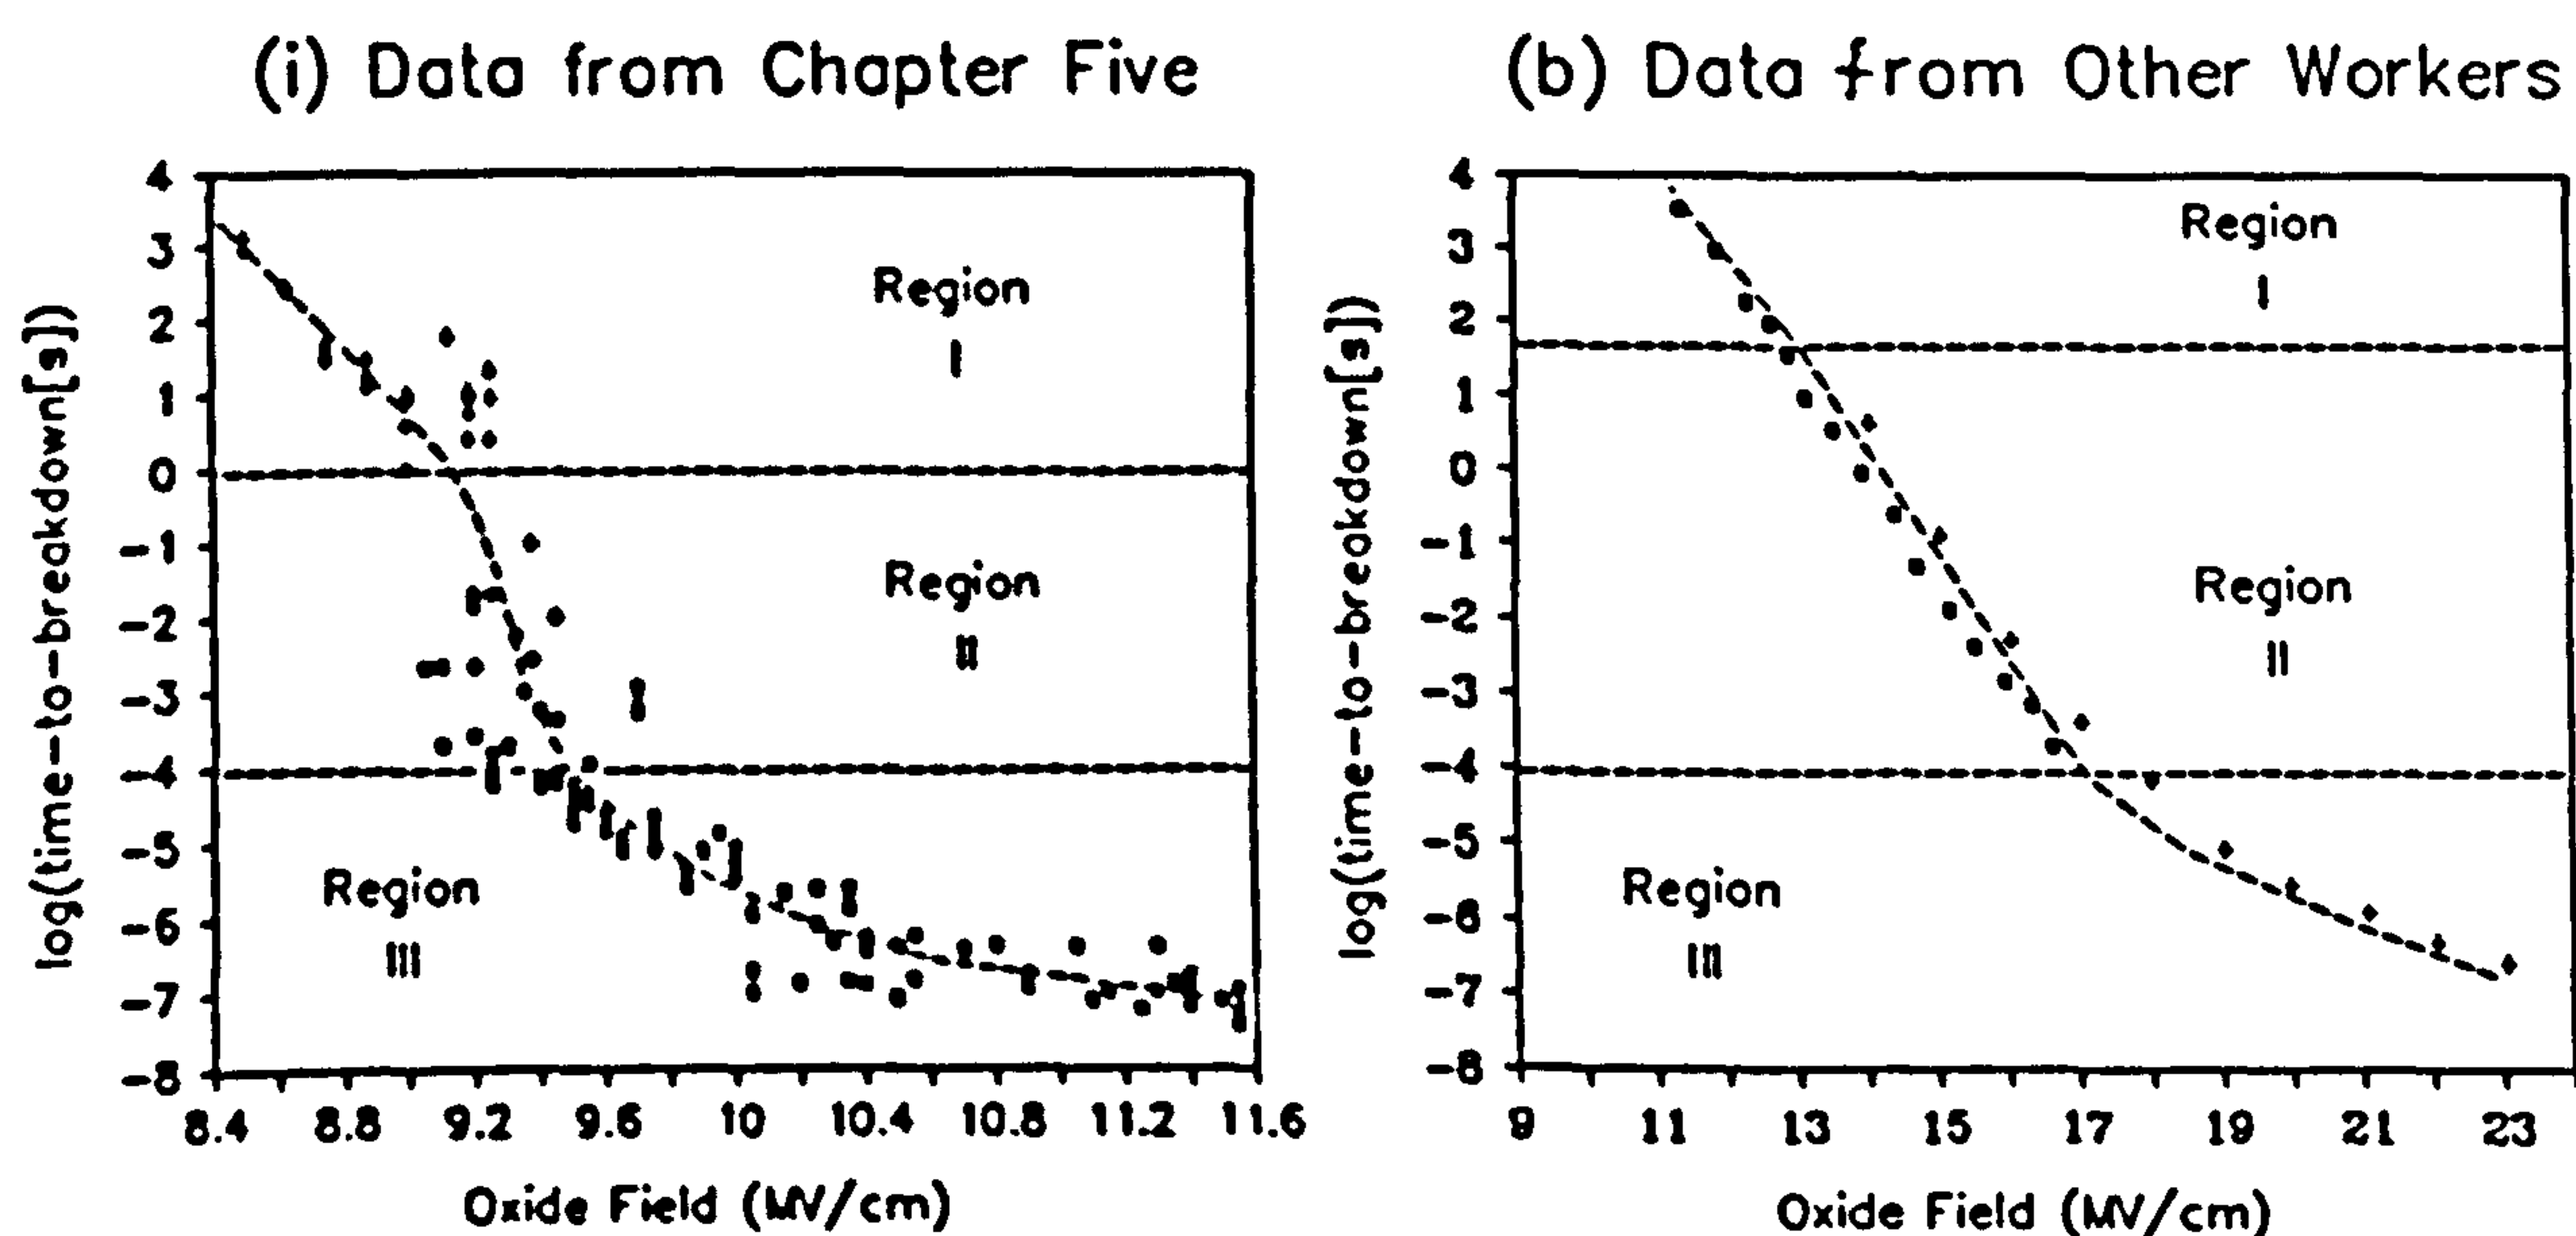 (i) Data from Chapter Five
log(time-to-breakdown[s])
4
3
2
1
0
-1
-2
-3
-4
-5
-6
-7
-8
Region
I
Region
II
Region
III
8.4 8.8 9.2 9.6 10 10.4 10.8 11.2 11.6
Oxide Field (MV/cm)
(b) Data from Other Workers
log(time-to-breakdown[s])
4
3
2
1
0
-1
-2
-3
-4
-5
-6
-7
-8
Region
I
Region
II
Region
III
9 11 13 15 17 19 21 23
Oxide Field (MV/cm)